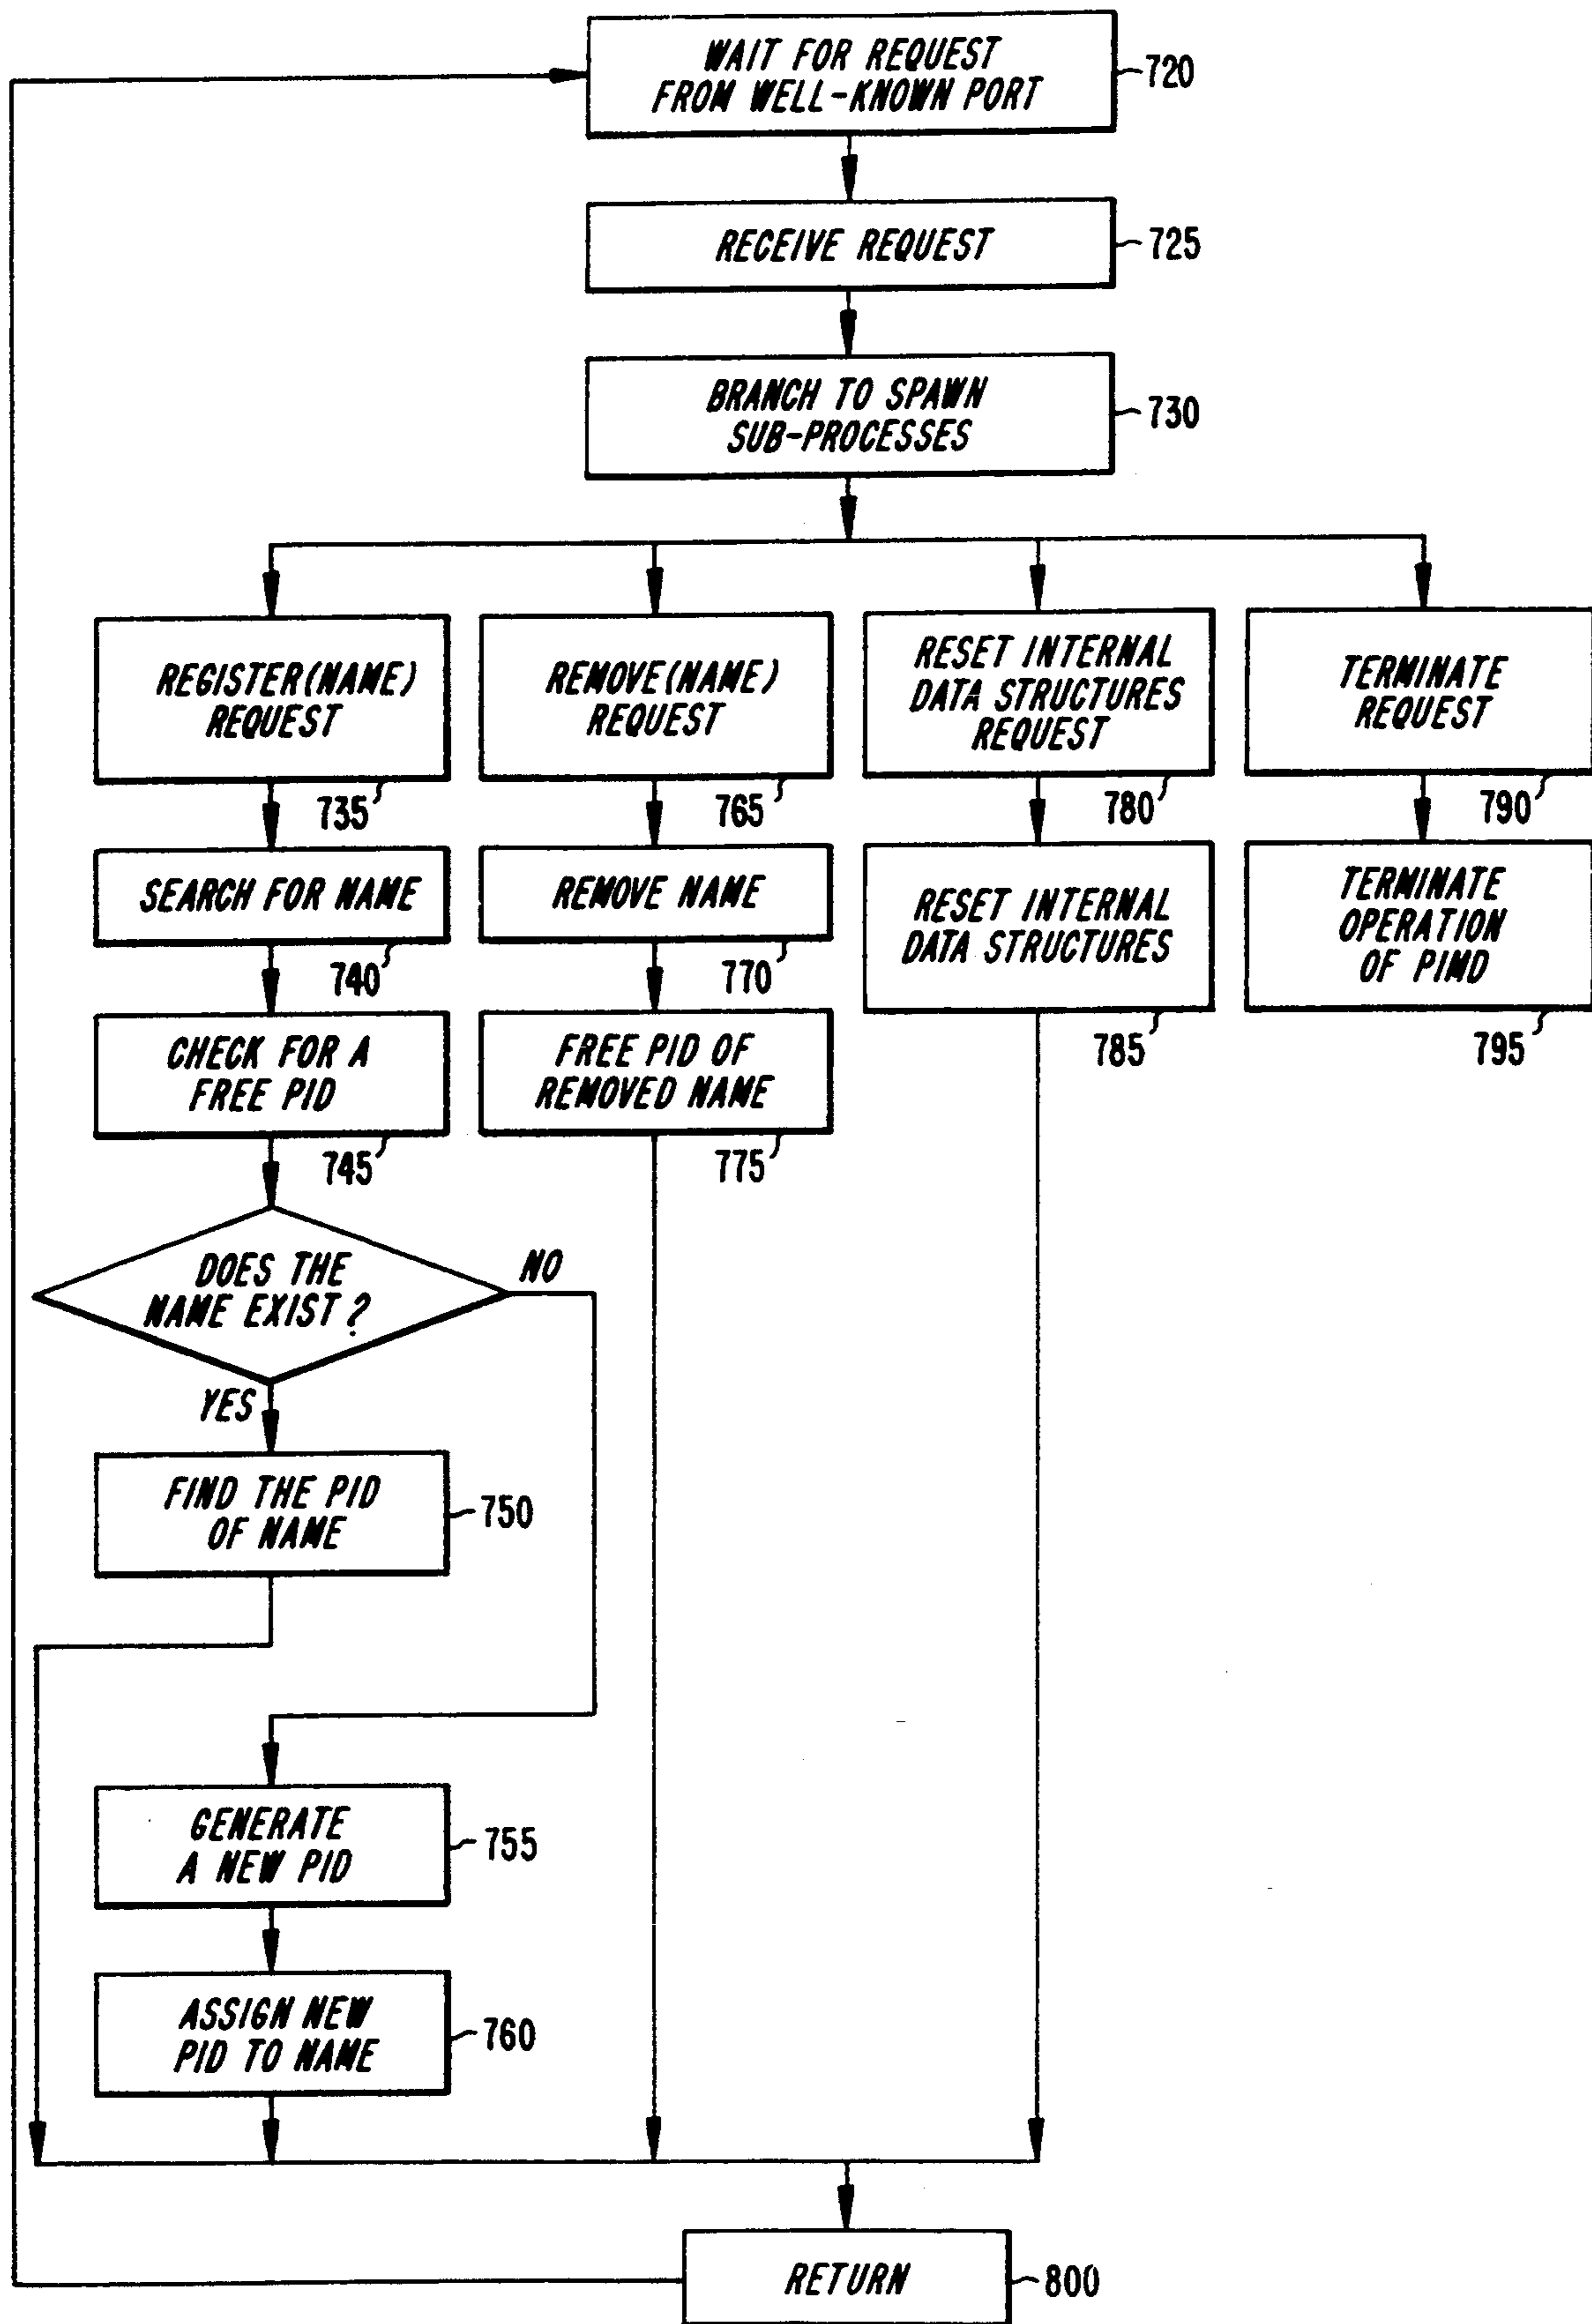 WAIT FOR REQUEST
FROM WELL-KNOWN PORT
720
RECEIVE REQUEST
725
BRANCH TO SPAWN
SUB-PROCESSES
730
REGISTER(NAME)
REQUEST
735
SEARCH FOR NAME
740
CHECK FOR A
FREE PID
745
DOES THE
NAME EXIST?
NO
YES
FIND THE PID
OF NAME
750
GENERATE
A NEW PID
755
ASSIGN NEW
PID TO NAME
760
REMOVE(NAME)
REQUEST
765
REMOVE NAME
770
FREE PID OF
REMOVED NAME
775
RESET INTERNAL
DATA STRUCTURES
REQUEST
780
RESET INTERNAL
DATA STRUCTURES
785
TERMINATE
REQUEST
790
TERMINATE
OPERATION
OF PIMD
795
RETURN
800